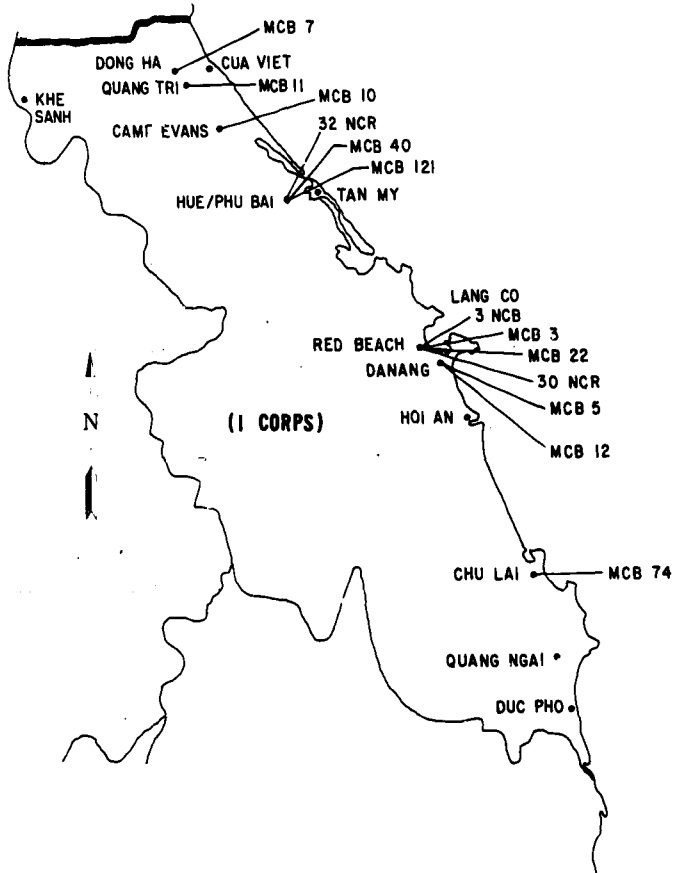 MCB 7
DONG HA
CUA VIET
QUANG TRI
MCB 11
KHE
SANH
MCB 10
CAMF EVANS
32 NCR
MCB 40
MCB 121
HUE/PHU BAI
TAN MY
LANG CO
3 NCB
RED BEACH
MCB 3
MCB 22
DANANG
30 NCR
MCB 5
N
(I CORPS)
HOI AN
MCB 12
CHU LAI
MCB 74
QUANG NGAI
DUC PHO